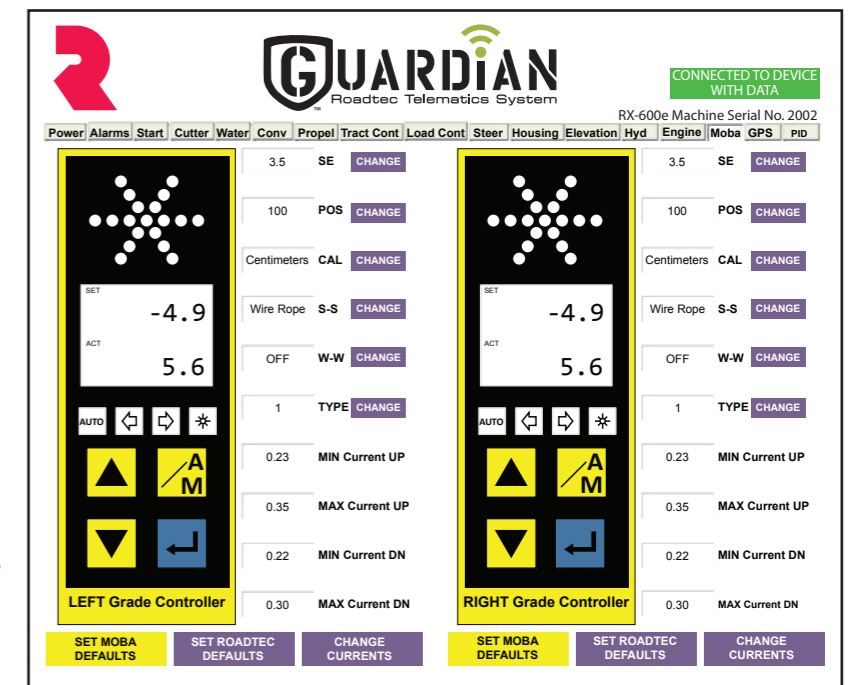 GUARDIAN
™
Roadtec Telematics System
CONNECTED TO DEVICE
WITH DATA
RX-600e Machine Serial No. 2002
Power Alarms Start Cutter Water Conv Propel Tract Cont Load Cont Steer Housing Elevation Hyd Engine Moba GPS PID
3.5 SE CHANGE
100 POS CHANGE
Centimeters CAL CHANGE
SET
-4.9
Wire Rope S-S CHANGE
ACT
5.6
OFF W-W CHANGE
AUTO
1 TYPE CHANGE
A/M
0.23 MIN Current UP
0.35 MAX Current UP
0.22 MIN Current DN
LEFT Grade Controller
0.30 MAX Current DN
SET MOBA
DEFAULTS
SET ROADTEC
DEFAULTS
CHANGE
CURRENTS
3.5 SE CHANGE
100 POS CHANGE
Centimeters CAL CHANGE
SET
-4.9
Wire Rope S-S CHANGE
ACT
5.6
OFF W-W CHANGE
AUTO
1 TYPE CHANGE
A/M
0.23 MIN Current UP
0.35 MAX Current UP
0.22 MIN Current DN
RIGHT Grade Controller
0.30 MAX Current DN
SET MOBA
DEFAULTS
SET ROADTEC
DEFAULTS
CHANGE
CURRENTS